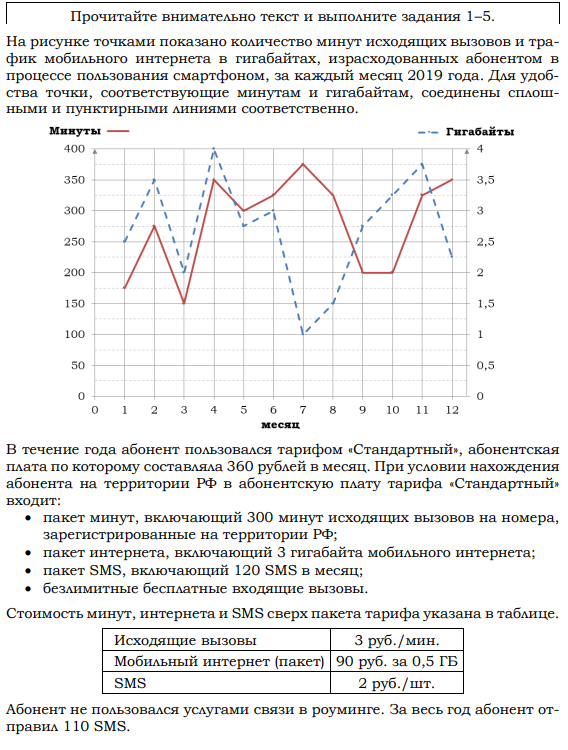 Прочитайте внимательно текст и выполните задания 1–5.
На рисунке точками показано количество минут исходящих вызовов и тра-
фик мобильного интернета в гигабайтах, израсходованных абонентом в
процессе пользования смартфоном, за каждый месяц 2019 года. Для удоб-
ства точки, соответствующие минутам и гигабайтам, соединены сплош-
ными и пунктирными линиями соответственно.
Минуты Гигабайты
400 4
350 3,5
300 3
250 2,5
200 2
150 1,5
100 1
50 0,5
0 0
0 1 2 3 4 5 6 7 8 9 10 11 12
месяц
В течение года абонент пользовался тарифом «Стандартный», абонентская
плата по которому составляла 360 рублей в месяц. При условии нахождения
абонента на территории РФ в абонентскую плату тарифа «Стандартный»
входит:
• пакет минут, включающий 300 минут исходящих вызовов на номера,
зарегистрированные на территории РФ;
• пакет интернета, включающий 3 гигабайта мобильного интернета;
• пакет SMS, включающий 120 SMS в месяц;
• безлимитные бесплатные входящие вызовы.
Стоимость минут, интернета и SMS сверх пакета тарифа указана в таблице.
Исходящие вызовы 3 руб./мин.
Мобильный интернет (пакет) 90 руб. за 0,5 ГБ
SMS 2 руб./шт.
Абонент не пользовался услугами связи в роуминге. За весь год абонент от-
правил 110 SMS.